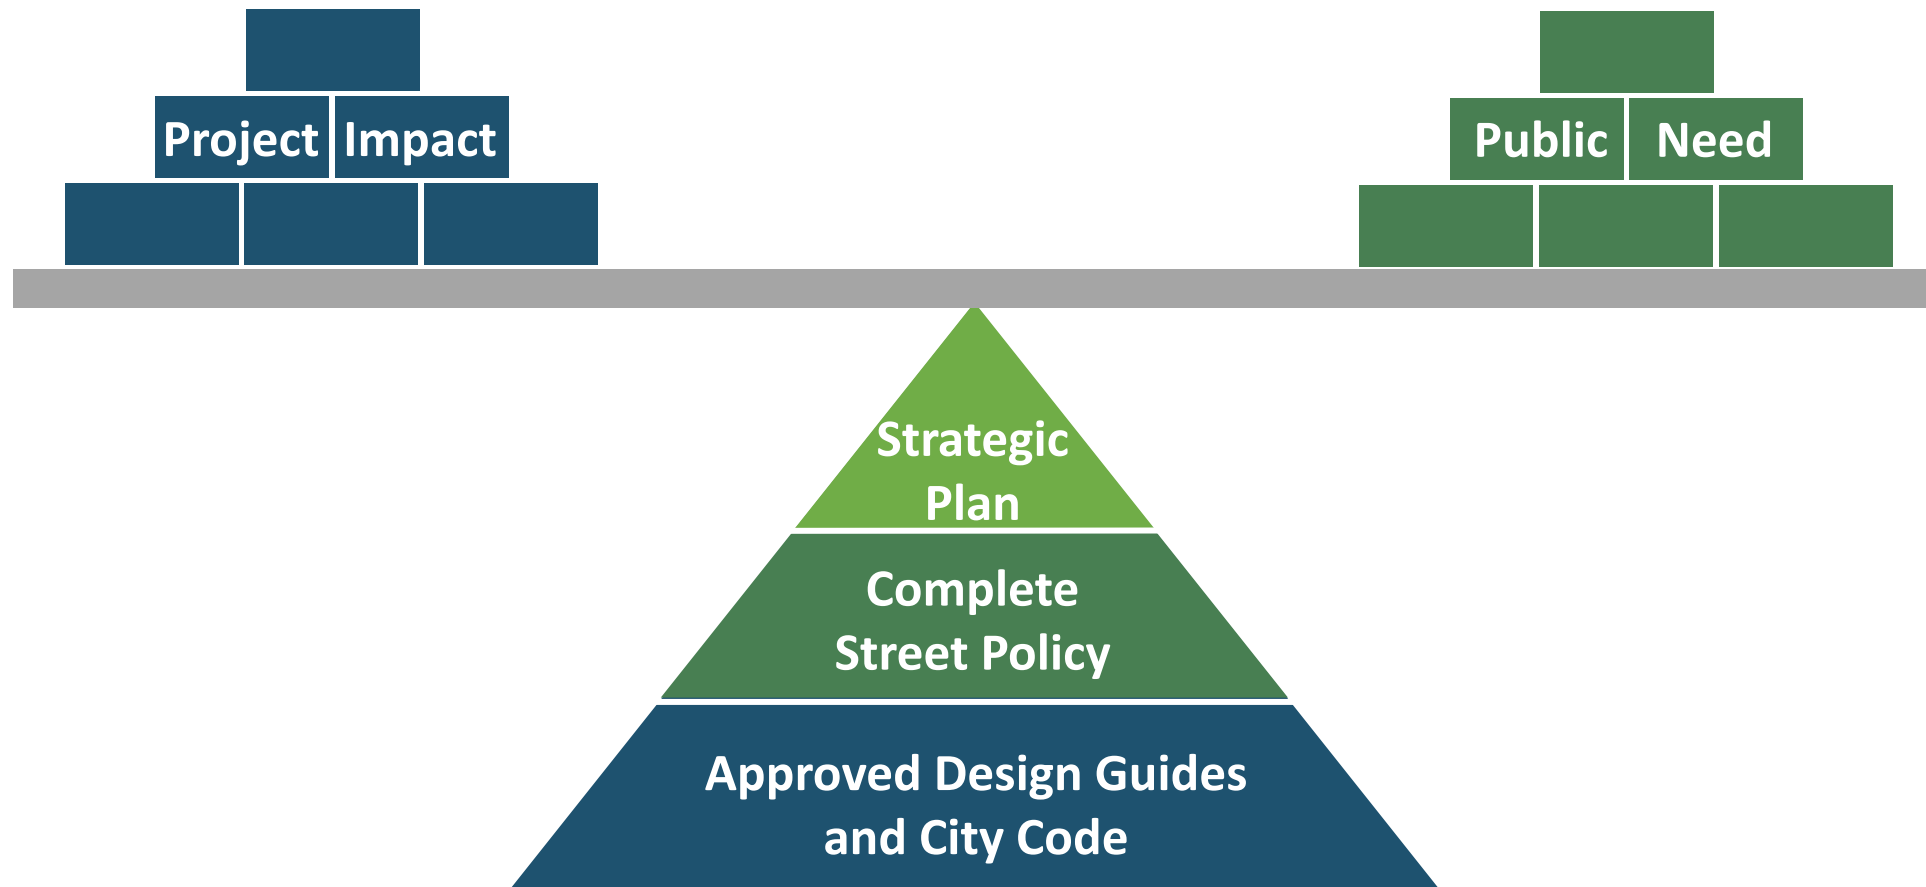 Project Impact
Public Need
Strategic
Plan
Complete
Street Policy
Approved Design Guides
and City Code